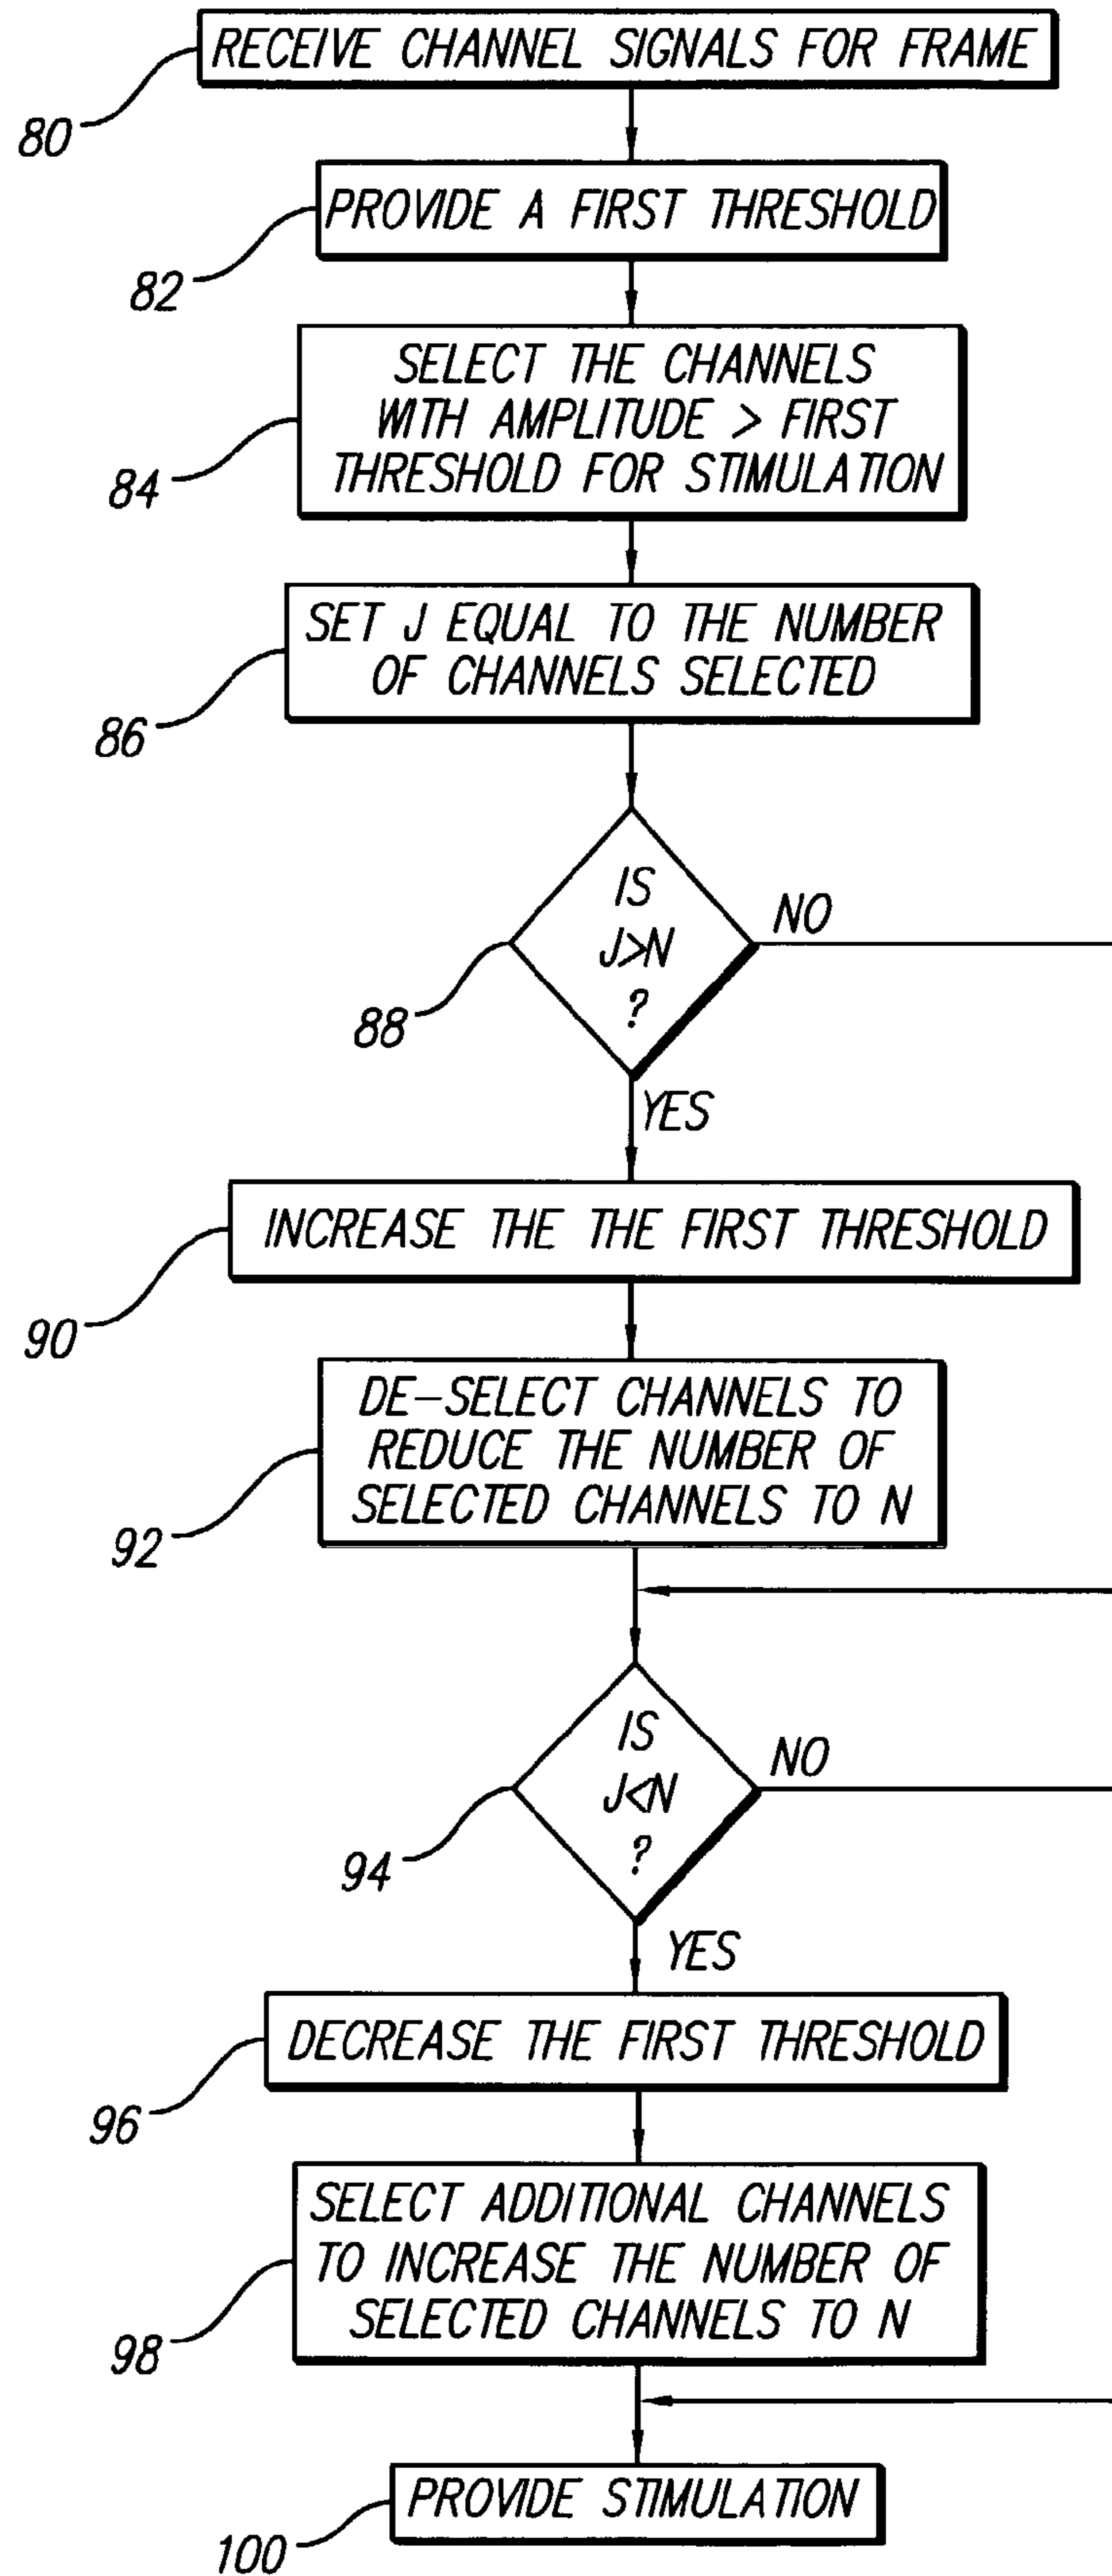 RECEIVE CHANNEL SIGNALS FOR FRAME
80
PROVIDE A FIRST THRESHOLD
82
SELECT THE CHANNELS
WITH AMPLITUDE > FIRST
THRESHOLD FOR STIMULATION
84
SET J EQUAL TO THE NUMBER
OF CHANNELS SELECTED
86
IS
J>N
?
NO
88
YES
INCREASE THE THE FIRST THRESHOLD
90
DE-SELECT CHANNELS TO
REDUCE THE NUMBER OF
SELECTED CHANNELS TO N
92
IS
J<N
?
NO
94
YES
DECREASE THE FIRST THRESHOLD
96
SELECT ADDITIONAL CHANNELS
TO INCREASE THE NUMBER OF
SELECTED CHANNELS TO N
98
PROVIDE STIMULATION
100